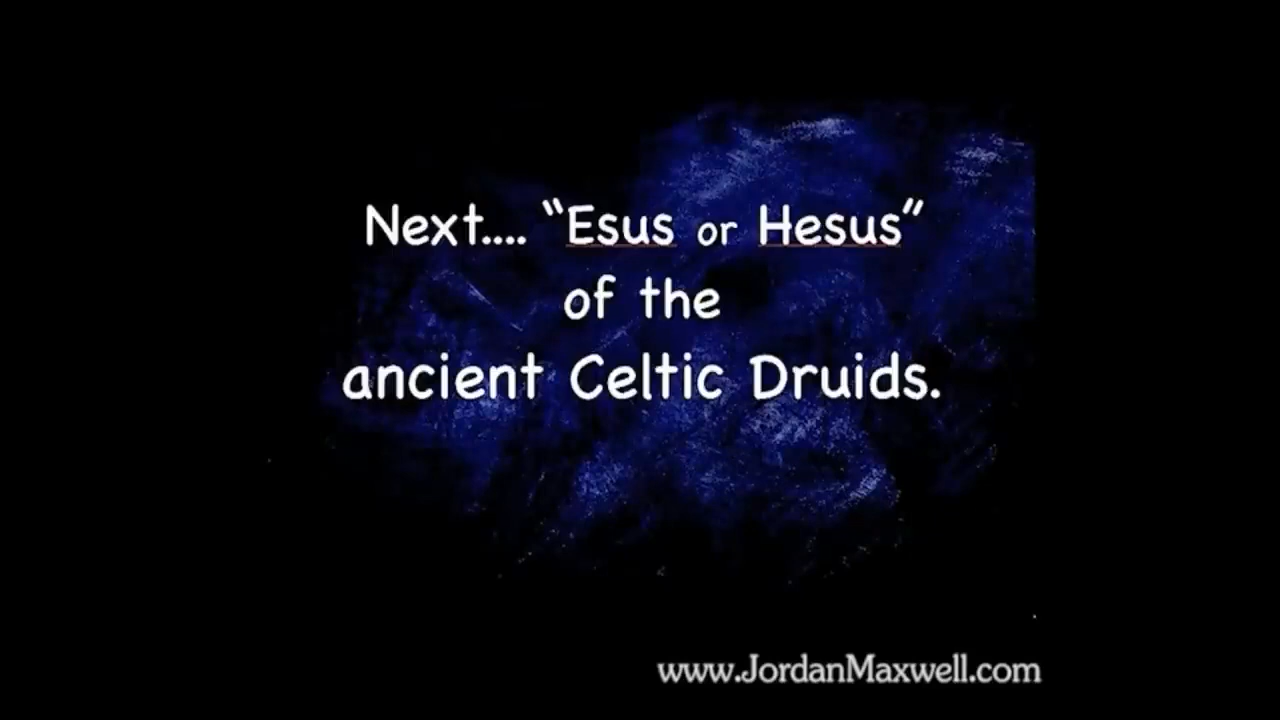 Next.... “Esus or Hesus”
of the
ancient Celtic Druids.
www.JordanMaxwell.com